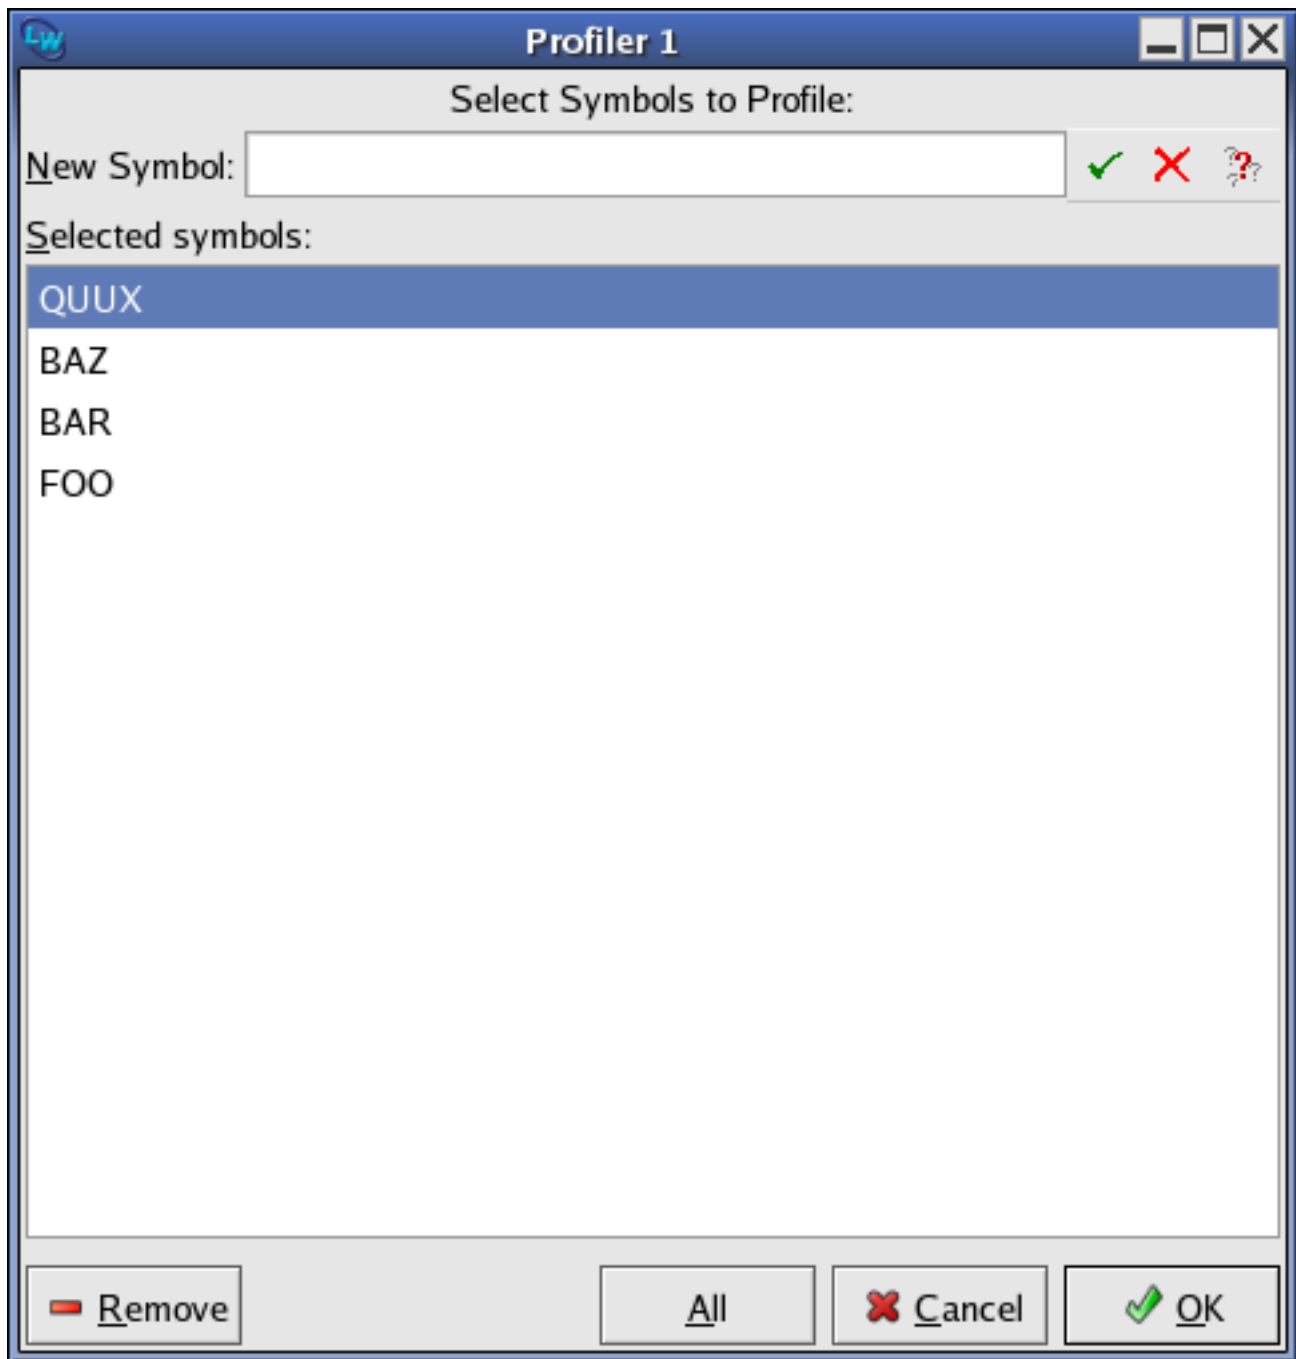 LW
Profiler 1
Select Symbols to Profile:
New Symbol:
Selected symbols:
QUUX
BAZ
BAR
FOO
Remove All Cancel OK